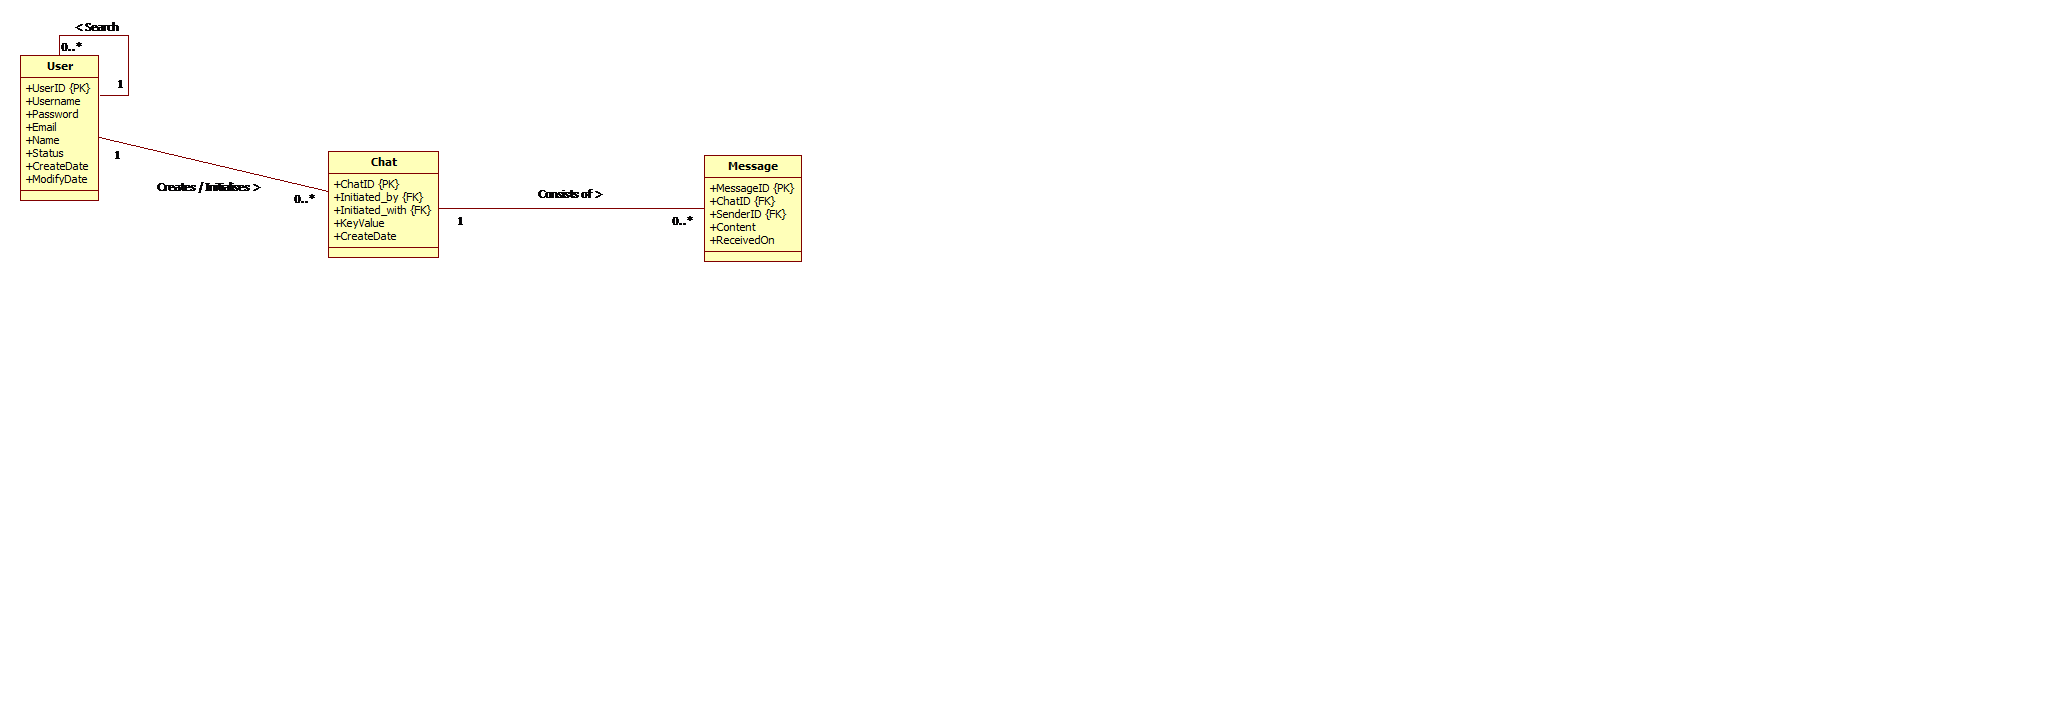 < Search
0..*
User
1
+UserID {PK}
+Username
+Password
+Email
+Name
+Status
+CreateDate
+ModifyDate
1
Creates / Initialises >
0..*
Chat
+ChatID {PK}
+Initiated_by {FK}
+Initiated_with {FK}
+KeyValue
+CreateDate
1
Consists of >
0..*
Message
+MessageID {PK}
+ChatID {FK}
+SenderID {FK}
+Content
+ReceivedOn